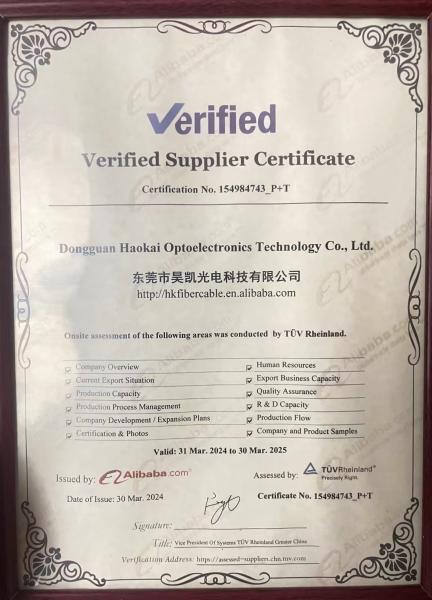 Verified
Verified Supplier Certificate
Certification No. 154984743_P+T
Dongguan Haokai Optoelectronics Technology Co., Ltd.
东莞市昊凯光电科技有限公司
http://hkfibercable.en.alibaba.com
Onsite assessment of the following areas was conducted by TÜV Rheinland.
Company Overview
Current Export Situation
Production Capacity
Production Process Management
Company Development / Expansion Plans
Certification & Photos
Human Resources
Export Business Capacity
Quality Assurance
R & D Capacity
Production Flow
Company and Product Samples
Valid: 31 Mar. 2024 to 30 Mar. 2025
Issued by: Alibaba.com®
Date of Issue: 30 Mar. 2024
Assessed by: TÜVRheinland®
Precisely Right.
Certificate No. 154984743_P+T
Signature:
Title: Vice President Of Systems TÜV Rheinland Greater China
Verification Address: https://assessed-suppliers.chn.tuv.com